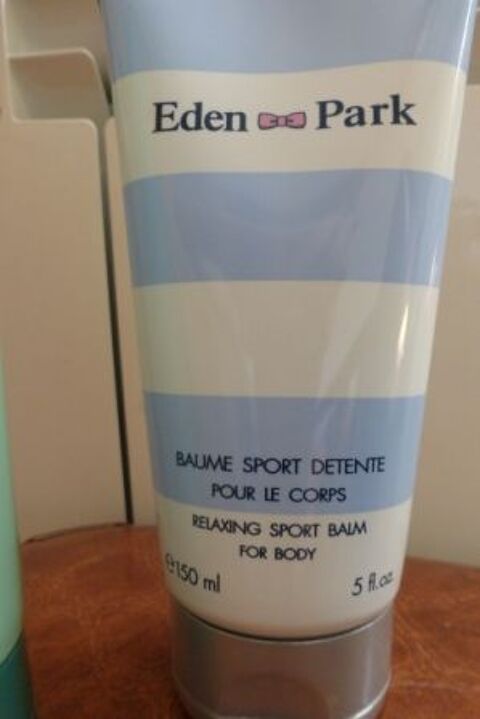 Eden Park
BAUME SPORT DETENTE
POUR LE CORPS
RELAXING SPORT BALM
FOR BODY
℮150 ml 5 fl.oz.